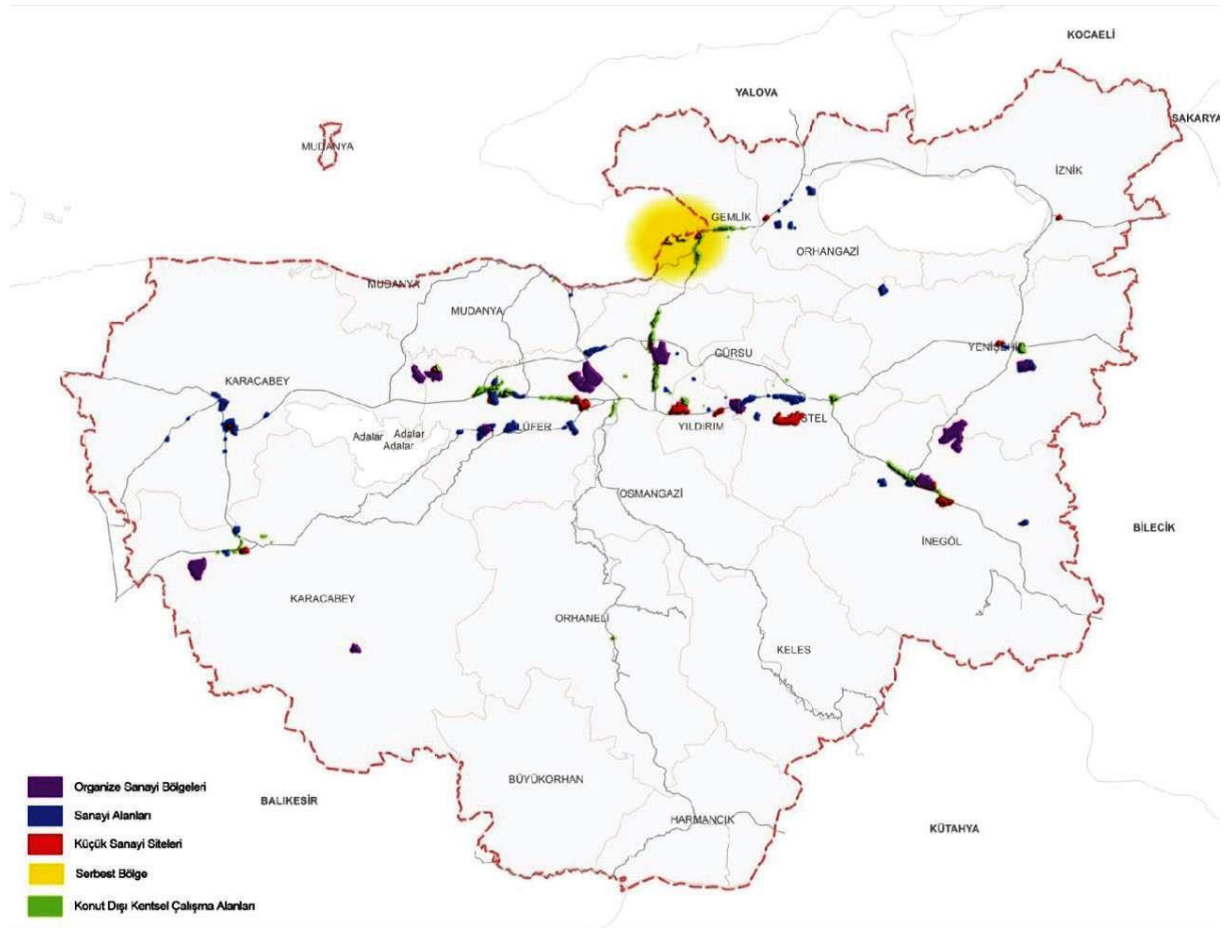 KOCAELİ
YALOVA
SAKARYA
MUDANYA
İZNİK
GEMLİK
ORHANGAZİ
MUDANYA
MUDANYA
YENİŞEHİR
GÜRSU
KARACABEY
STEL
Adalar
Adalar
Adalar
LÜFER
YILDIRIM
OSMANGAZİ
BİLECİK
İNEGÖL
KARACABEY
ORHANELİ
KELES
BÜYÜKORHAN
HARMANCIK
BALIKESİR
KÜTAHYA
Organize Sanayi Bölgeleri
Sanayi Alanları
Küçük Sanayi Siteleri
Serbest Bölge
Konut Dışı Kentsel Çalışma Alanları